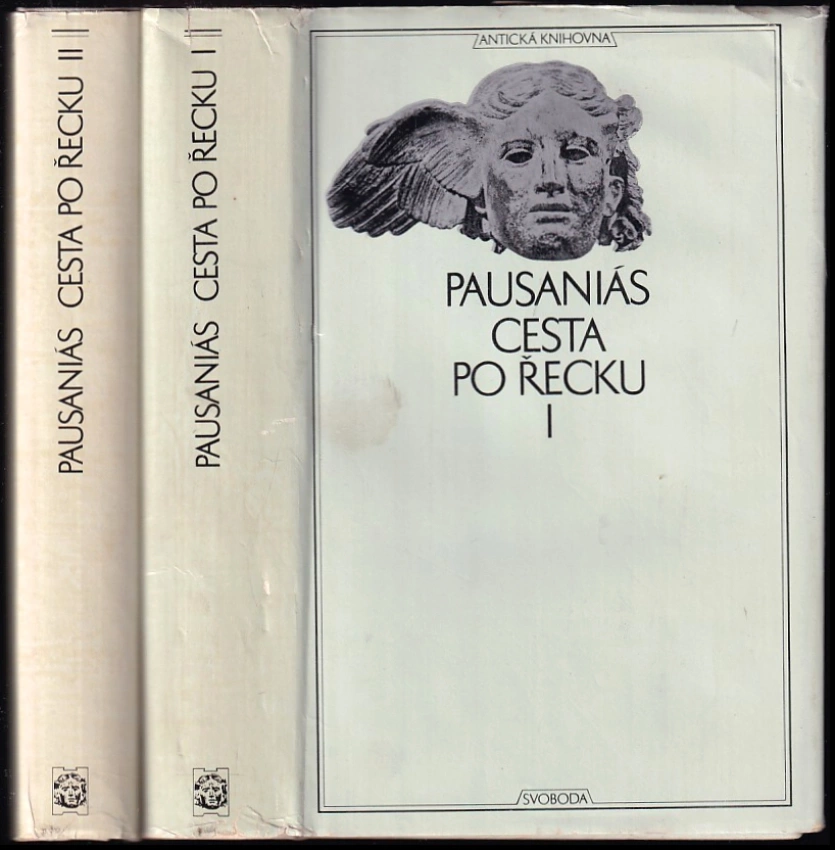 PAUSANIÁS CESTA PO ŘECKU II
PAUSANIÁS CESTA PO ŘECKU I
ANTICKÁ KNIHOVNA
PAUSANIÁS
CESTA
PO ŘECKU
I
SVOBODA